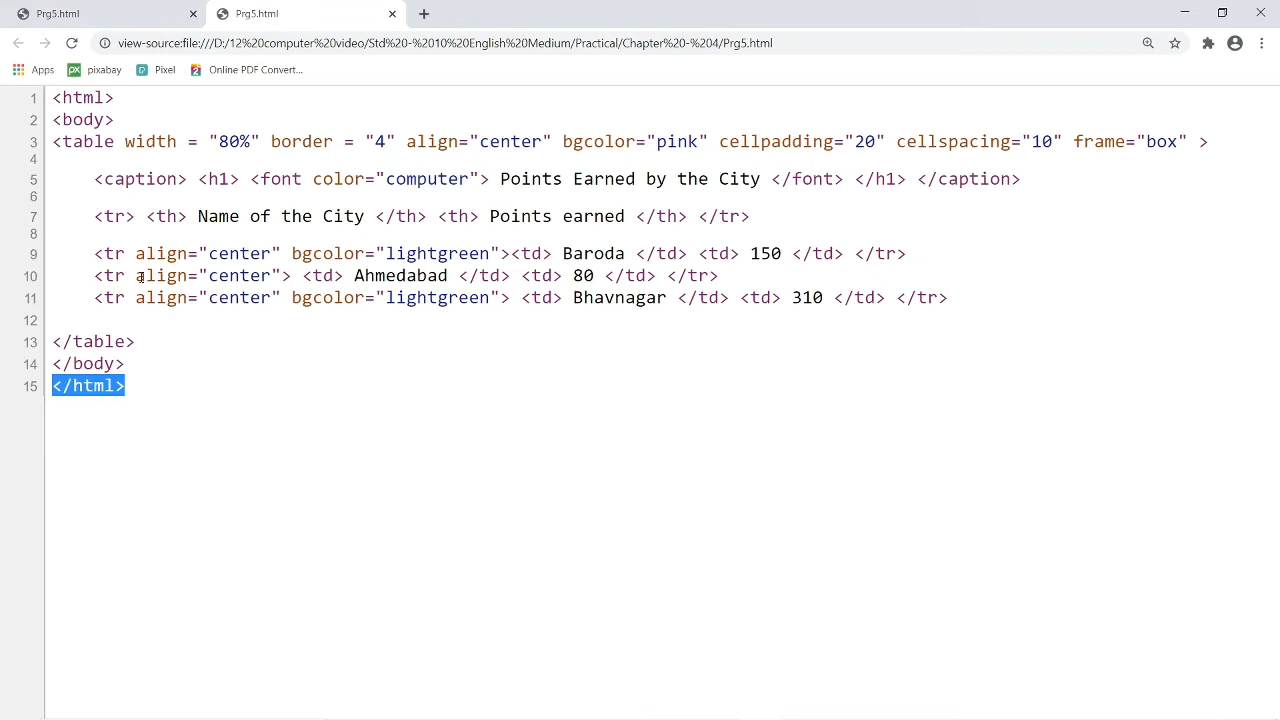 Prg5.html
Prg5.html
view-source:file:///D:/12%20computer%20video/Std%20-%2010%20English%20Medium/Practical/Chapter%20-%204/Prg5.html
Apps
px pixabay
Pixel
Online PDF Convert...
1 <html>
2 <body>
3 <table width = "80%" border = "4" align="center" bgcolor="pink" cellpadding="20" cellspacing="10" frame="box" >
4
5 <caption> <h1> <font color="computer"> Points Earned by the City </font> </h1> </caption>
6
7 <tr> <th> Name of the City </th> <th> Points earned </th> </tr>
8
9 <tr align="center" bgcolor="lightgreen"><td> Baroda </td> <td> 150 </td> </tr>
10 <tr align="center"> <td> Ahmedabad </td> <td> 80 </td> </tr>
11 <tr align="center" bgcolor="lightgreen"> <td> Bhavnagar </td> <td> 310 </td> </tr>
12
13 </table>
14 </body>
15 </html>